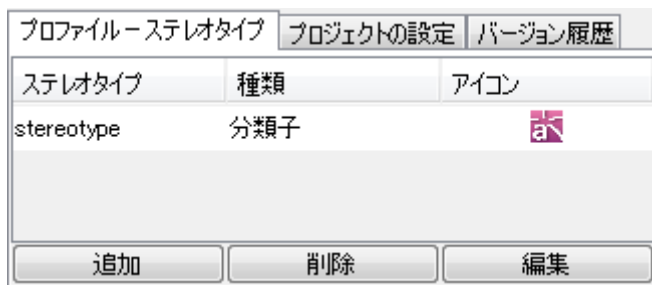 プロファイル－ステレオタイプ プロジェクトの設定 バージョン履歴
ステレオタイプ 種類 アイコン
stereotype 分類子 a
追加 削除 編集